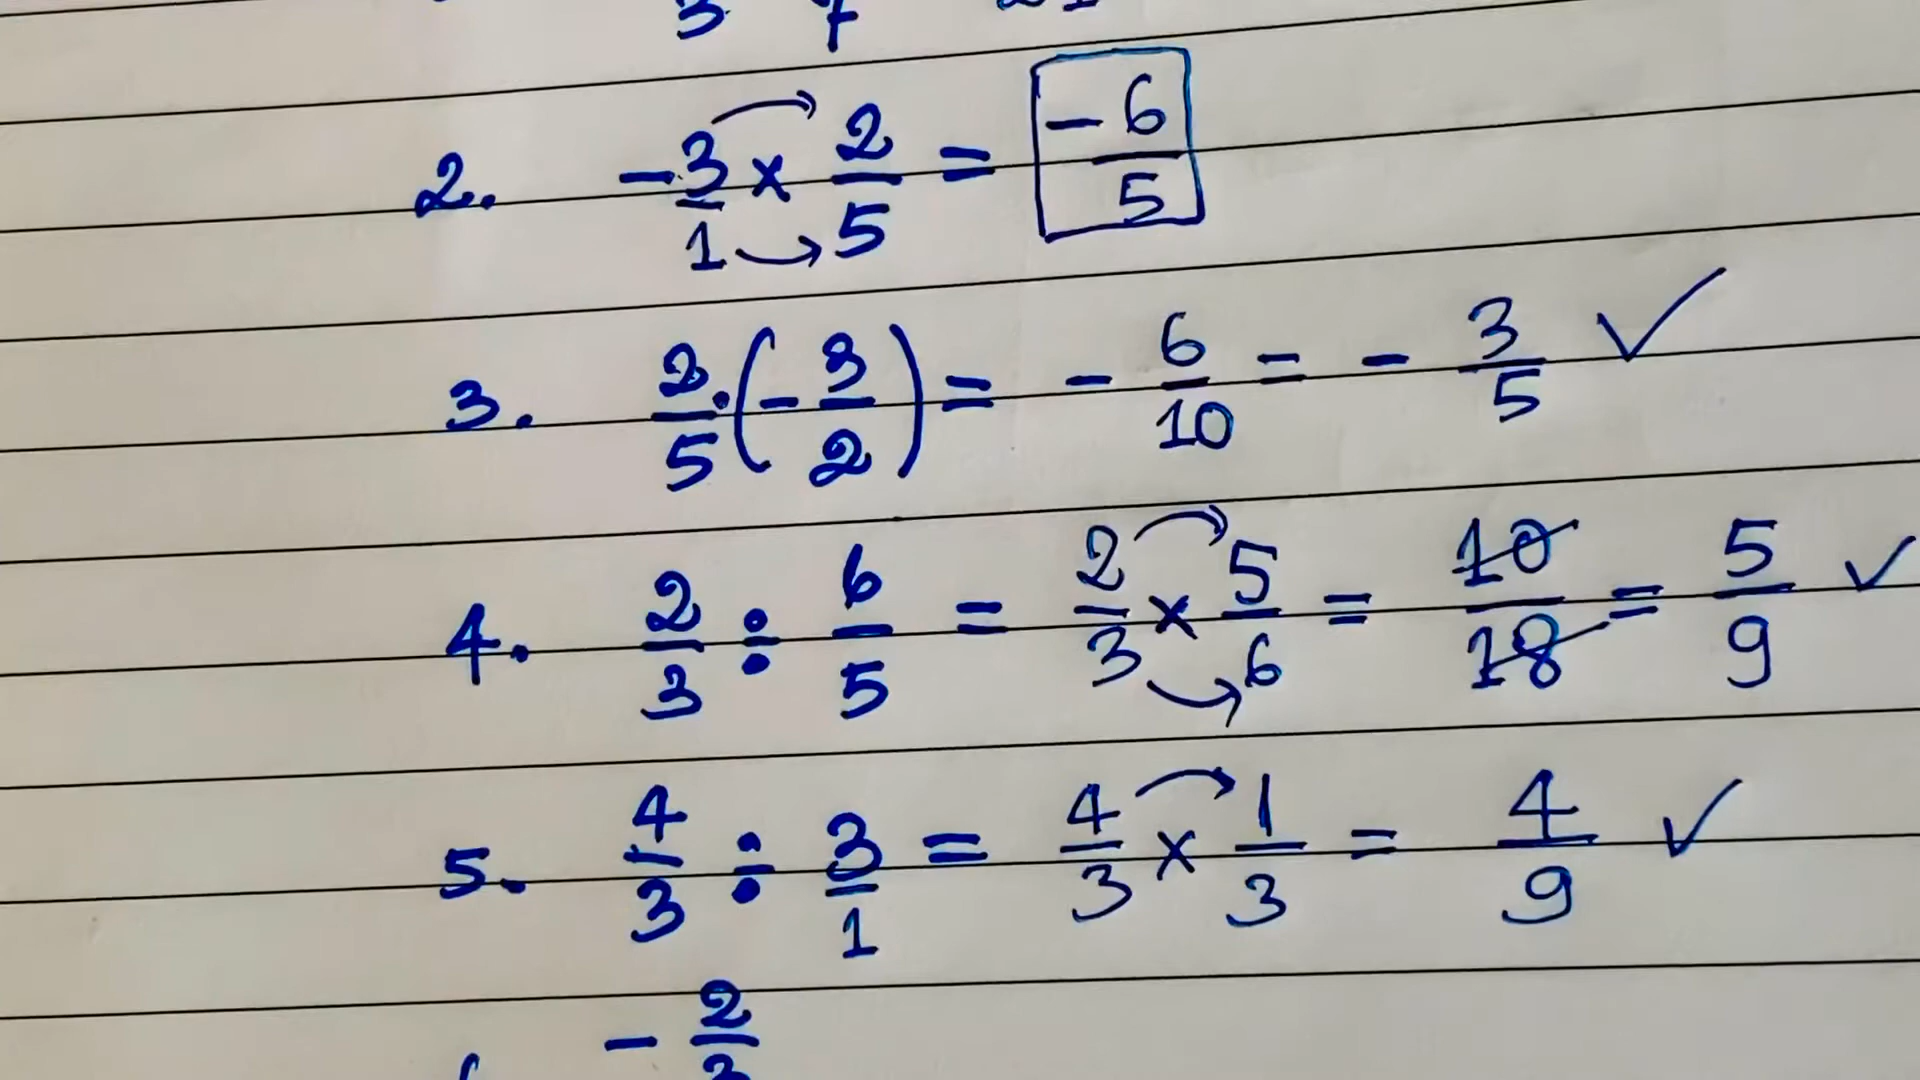 2. -3/1 × 2/5 = -6/5
3. 2/5 · (-3/2) = - 6/10 = - 3/5 ✓
4. 2/3 ÷ 6/5 = 2/3 × 5/6 = 10/18 = 5/9 ✓
5. 4/3 ÷ 3/1 = 4/3 × 1/3 = 4/9 ✓